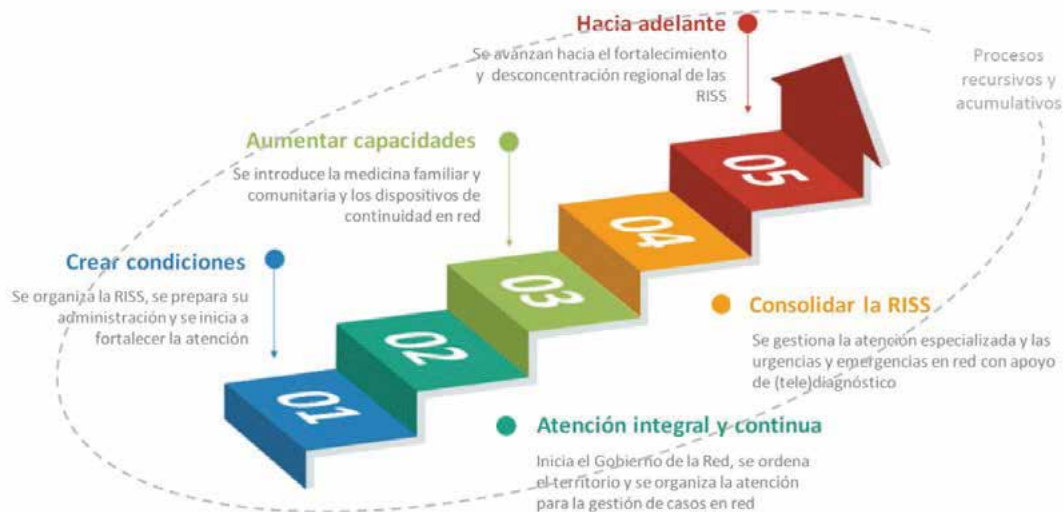 Hacia adelante
Se avanzan hacia el fortalecimiento
y desconcentración regional de las
RISS
Procesos
recursivos y
acumulativos
Aumentar capacidades
Se introduce la medicina familiar y
comunitaria y los dispositivos de
continuidad en red
Crear condiciones
Se organiza la RISS, se prepara su
administración y se inicia a
fortalecer la atención
05
04
03
02
01
Consolidar la RISS
Se gestiona la atención especializada y las
urgencias y emergencias en red con apoyo
de (tele)diagnóstico
Atención integral y continua
Inicia el Gobierno de la Red, se ordena
el territorio y se organiza la atención
para la gestión de casos en red